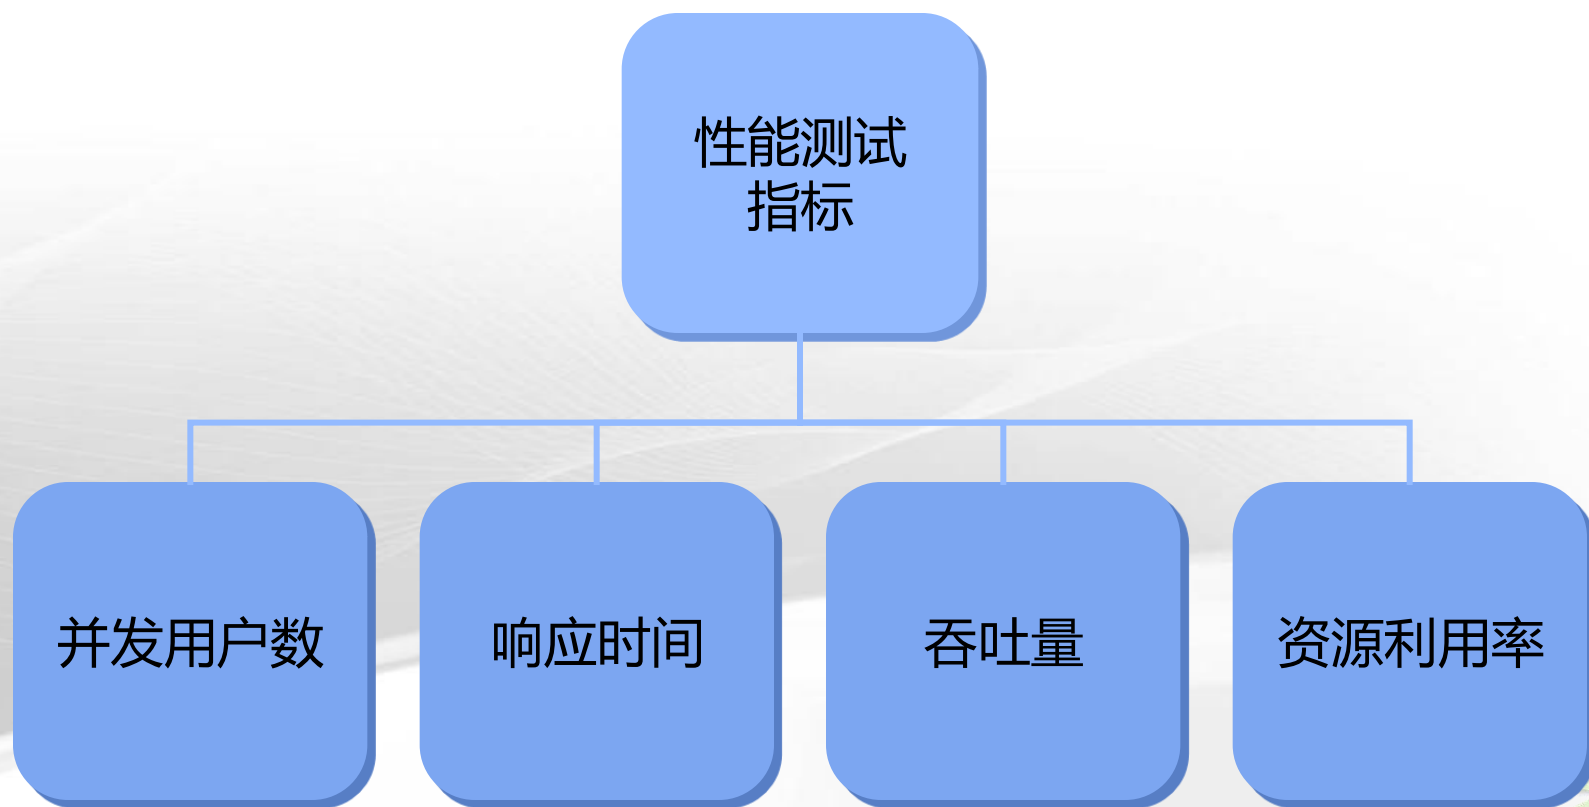 性能测试
指标
并发用户数
响应时间
吞吐量
资源利用率